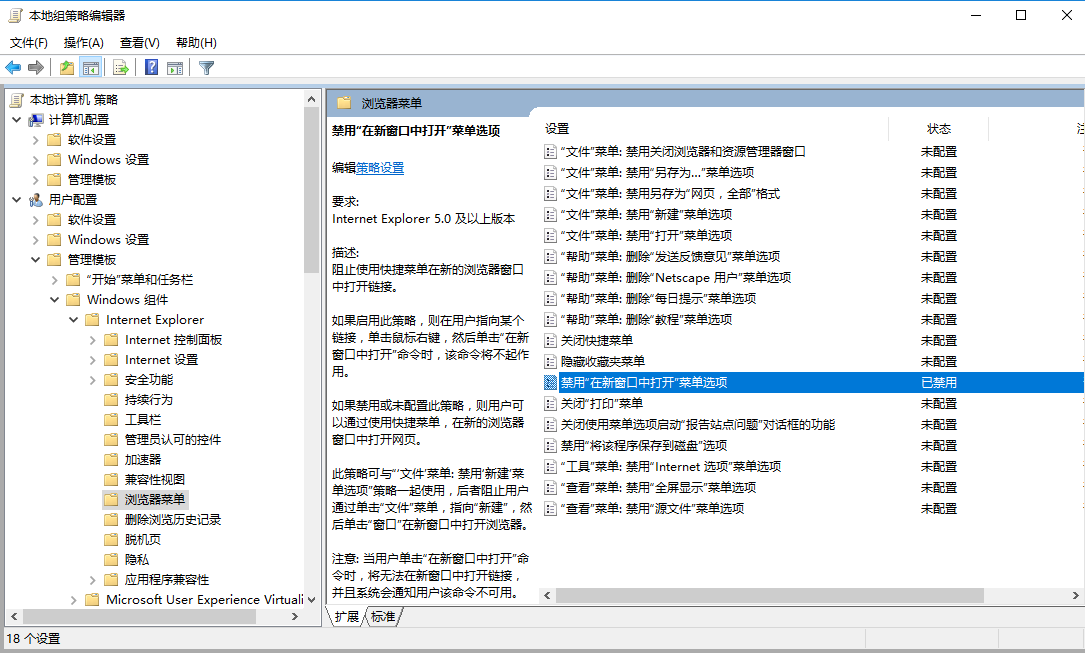 本地组策略编辑器
文件(F) 操作(A) 查看(V) 帮助(H)
本地计算机 策略
计算机配置
软件设置
Windows 设置
管理模板
用户配置
软件设置
Windows 设置
管理模板
“开始”菜单和任务栏
Windows 组件
Internet Explorer
Internet 控制面板
Internet 设置
安全功能
持续行为
工具栏
管理员认可的控件
加速器
兼容性视图
浏览器菜单
删除浏览历史记录
脱机页
隐私
应用程序兼容性
Microsoft User Experience Virtuali
浏览器菜单
禁用“在新窗口中打开”菜单选项
编辑策略设置
要求:
Internet Explorer 5.0 及以上版本
描述:
阻止使用快捷菜单在新的浏览器窗口
中打开链接。
如果启用此策略，则在用户指向某个
链接，单击鼠标右键，然后单击“在新
窗口中打开”命令时，该命令将不起作
用。
如果禁用或未配置此策略，则用户可
以通过使用快捷菜单，在新的浏览器
窗口中打开网页。
此策略可与“‘文件’菜单: 禁用‘新建’菜
单选项”策略一起使用，后者阻止用户
通过单击“文件”菜单，指向“新建”，然
后单击“窗口”在新窗口中打开浏览器。
注意: 当用户单击“在新窗口中打开”命
令时，将无法在新窗口中打开链接，
并且系统会通知用户该命令不可用。
设置 状态
“文件”菜单: 禁用关闭浏览器和资源管理器窗口 未配置
“文件”菜单: 禁用“另存为...”菜单选项 未配置
“文件”菜单: 禁用另存为“网页，全部”格式 未配置
“文件”菜单: 禁用“新建”菜单选项 未配置
“文件”菜单: 禁用“打开”菜单选项 未配置
“帮助”菜单: 删除“发送反馈意见”菜单选项 未配置
“帮助”菜单: 删除“Netscape 用户”菜单选项 未配置
“帮助”菜单: 删除“每日提示”菜单选项 未配置
“帮助”菜单: 删除“教程”菜单选项 未配置
关闭快捷菜单 未配置
隐藏收藏夹菜单 未配置
禁用“在新窗口中打开”菜单选项 已禁用
关闭“打印”菜单 未配置
关闭使用菜单选项启动“报告站点问题”对话框的功能 未配置
禁用“将该程序保存到磁盘”选项 未配置
“工具”菜单: 禁用“Internet 选项”菜单选项 未配置
“查看”菜单: 禁用“全屏显示”菜单选项 未配置
“查看”菜单: 禁用“源文件”菜单选项 未配置
扩展 标准
18 个设置